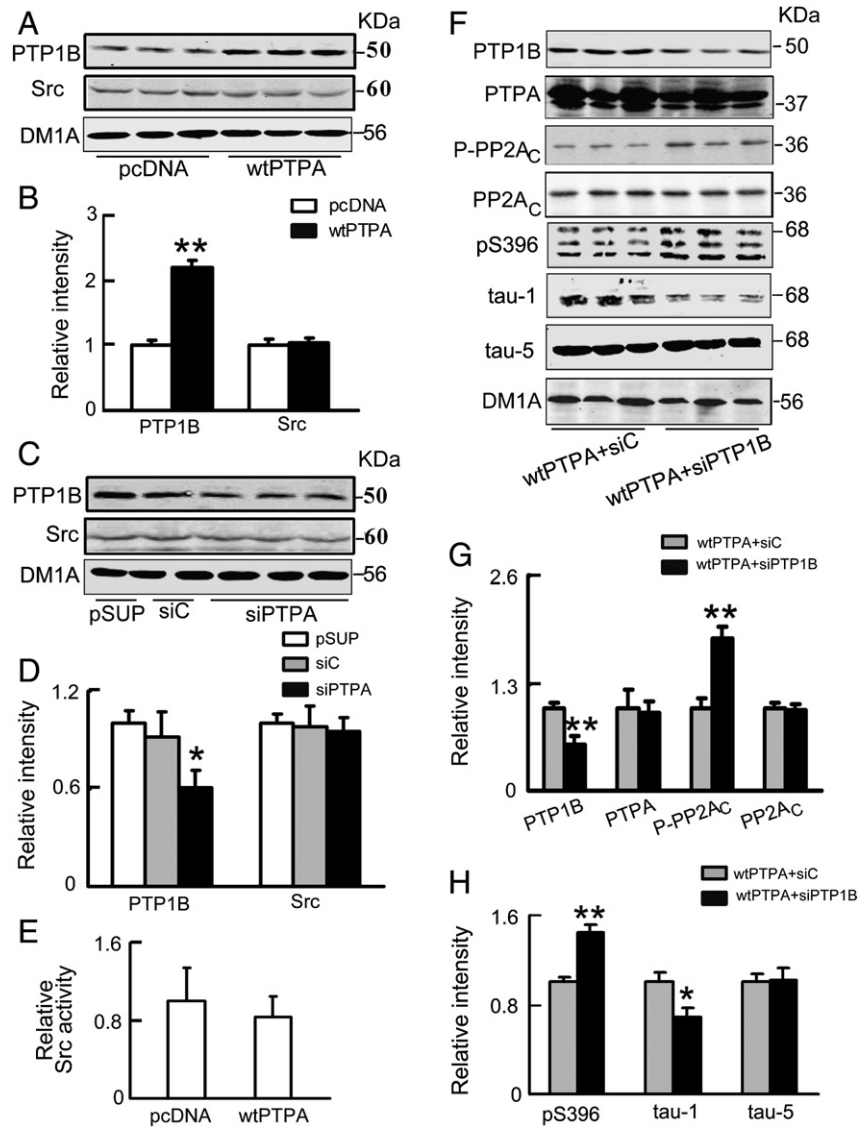 A
KDa
PTP1B
50
Src
60
DM1A
56
pcDNA wtPTPA
B
3
2
1
0
Relative intensity
pcDNA
wtPTPA
**
PTP1B Src
C
KDa
PTP1B
50
Src
60
DM1A
56
pSUP siC siPTPA
D
pSUP
siC
siPTPA
1.2
0.6
0
Relative intensity
*
PTP1B Src
E
1.6
0.8
0
Relative
Src activity
pcDNA wtPTPA
F
KDa
PTP1B
50
PTPA
37
P-PP2AC
36
PP2AC
36
pS396
68
tau-1
68
tau-5
68
DM1A
56
wtPTPA+siC wtPTPA+siPTP1B
G
wtPTPA+siC
wtPTPA+siPTP1B
2.6
1.3
0
Relative intensity
**
**
PTP1B PTPA P-PP2AC PP2AC
H
wtPTPA+siC
wtPTPA+siPTP1B
1.6
0.8
0
Relative intensity
**
*
pS396 tau-1 tau-5